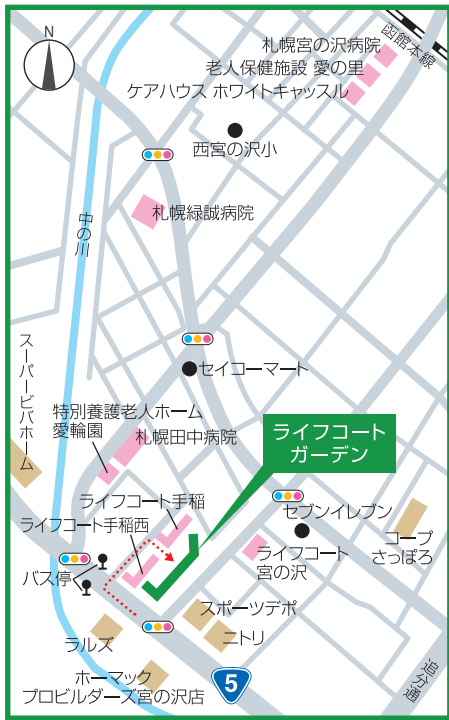 N
函館本線
札幌宮の沢病院
老人保健施設 愛の里
ケアハウス ホワイトキャッスル
西宮の沢小
札幌緑誠病院
中の川
スーパービバホーム
セイコーマート
特別養護老人ホーム
愛輪園
札幌田中病院
ライフコート
ガーデン
ライフコート手稲
ライフコート手稲西
セブンイレブン
コープ
さっぽろ
ライフコート
宮の沢
バス停
スポーツデポ
ニトリ
ラルズ
ホーマック
プロビルダーズ宮の沢店
5
追分通